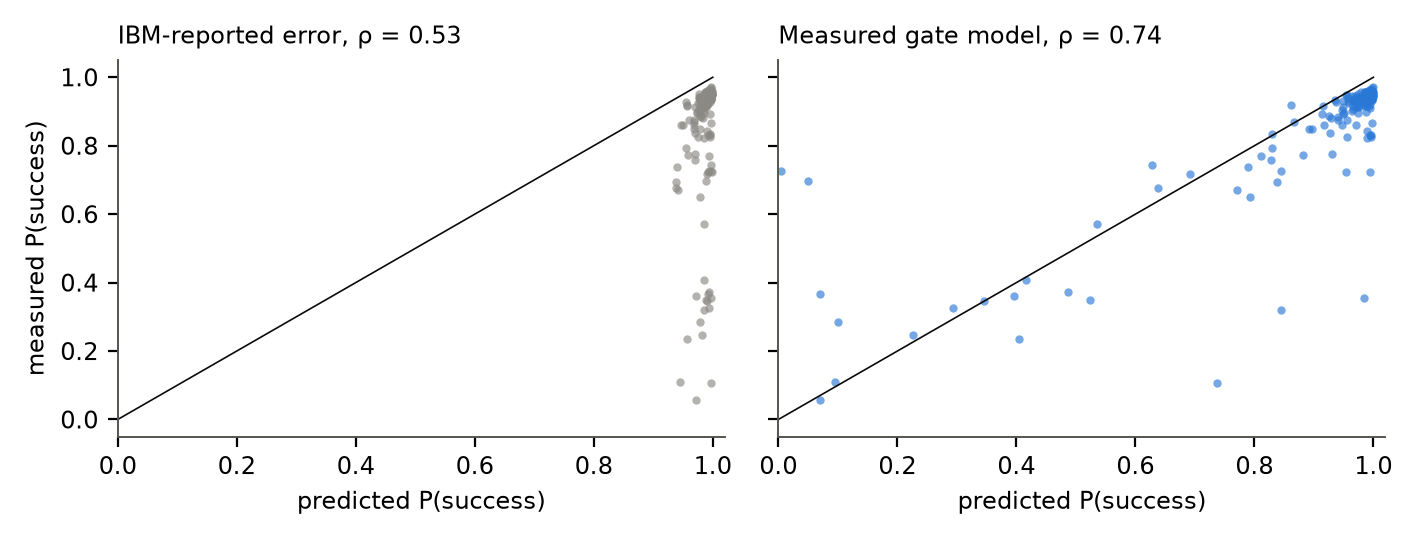 IBM-reported error, ρ = 0.53
Measured gate model, ρ = 0.74
measured P(success)
1.0
0.8
0.6
0.4
0.2
0.0
0.0 0.2 0.4 0.6 0.8 1.0
0.0 0.2 0.4 0.6 0.8 1.0
predicted P(success)
predicted P(success)